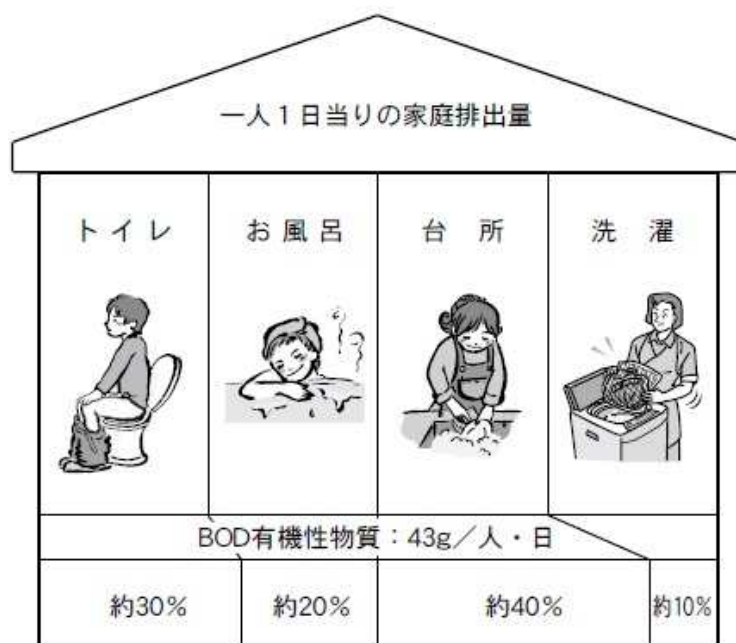 一人1日当りの家庭排出量
トイレ
お風呂
台所
洗濯
BOD有機性物質：43g／人・日
約30%
約20%
約40%
約10%